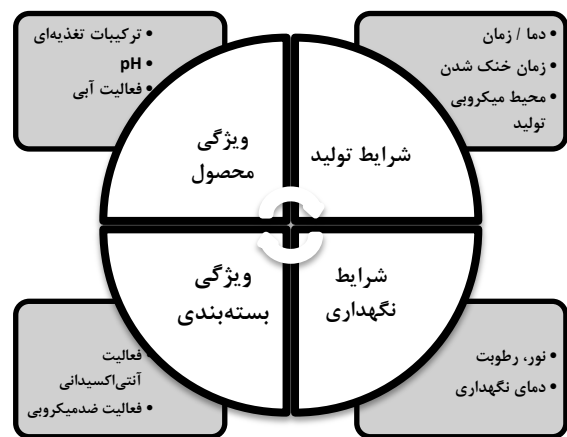 • دما / زمان
• زمان خنک شدن
• محیط میکروبی
تولید
• ترکیبات تغذیه‌ای
• pH
• فعالیت آبی
شرایط تولید
ویژگی
محصول
شرایط
نگهداری
ویژگی
بسته‌بندی
• نور، رطوبت
• دمای نگهداری
• فعالیت
آنتی‌اکسیدانی
• فعالیت ضدمیکروبی